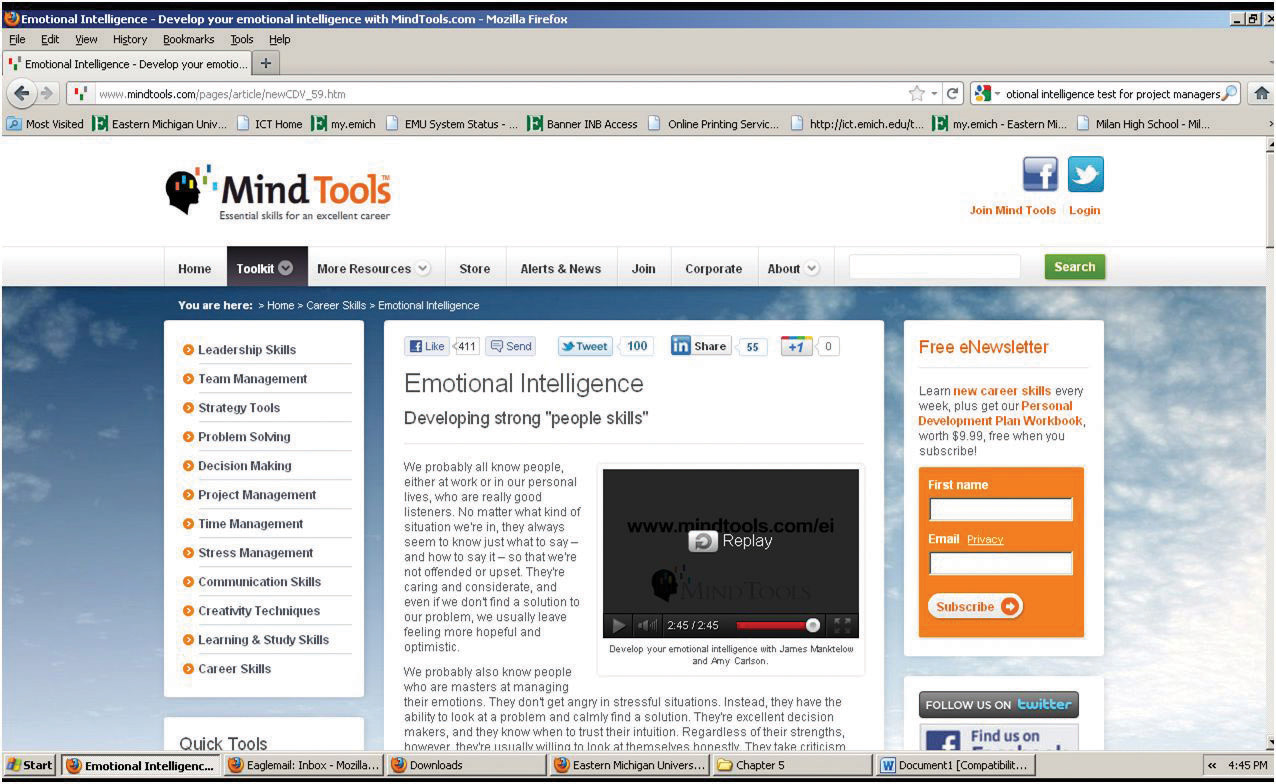 Emotional Intelligence - Develop your emotional intelligence with MindTools.com - Mozilla Firefox
File Edit View History Bookmarks Tools Help
Emotional Intelligence - Develop your emotio...
www.mindtools.com/pages/article/newCDV_59.htm
otional intelligence test for project managers
Most Visited Eastern Michigan Univ... ICT Home my.emich EMU System Status - ... Banner INB Access Online Printing Servic... http://ict.emich.edu/t... my.emich - Eastern Mi... Milan High School - Mil...
Mind Tools™
Essential skills for an excellent career
Join Mind Tools Login
Home Toolkit More Resources Store Alerts & News Join Corporate About Search
You are here: > Home > Career Skills > Emotional Intelligence
Leadership Skills
Team Management
Strategy Tools
Problem Solving
Decision Making
Project Management
Time Management
Stress Management
Communication Skills
Creativity Techniques
Learning & Study Skills
Career Skills
Quick Tools
Like 411 Send Tweet 100 in Share 55 +1 0
Emotional Intelligence
Developing strong "people skills"
We probably all know people,
either at work or in our personal
lives, who are really good
listeners. No matter what kind of
situation we're in, they always
seem to know just what to say –
and how to say it – so that we're
not offended or upset. They're
caring and considerate, and
even if we don't find a solution to
our problem, we usually leave
feeling more hopeful and
optimistic.
www.mindtools.com/ei
Replay
MIND TOOLS
2:45 / 2:45
Develop your emotional intelligence with James Manktelow
and Amy Carlson.
We probably also know people
who are masters at managing
their emotions. They don't get angry in stressful situations. Instead, they have the
ability to look at a problem and calmly find a solution. They're excellent decision
makers, and they know when to trust their intuition. Regardless of their strengths,
however, they're usually willing to look at themselves honestly. They take criticism
Free eNewsletter
Learn new career skills every
week, plus get our Personal
Development Plan Workbook,
worth $9.99, free when you
subscribe!
First name
Email Privacy
Subscribe
FOLLOW US ON twitter
Find us on
Facebook
Start Emotional Intelligenc... Eaglemail: Inbox - Mozilla... Downloads Eastern Michigan Univers... Chapter 5 Document1 [Compatibilit... « 4:45 PM